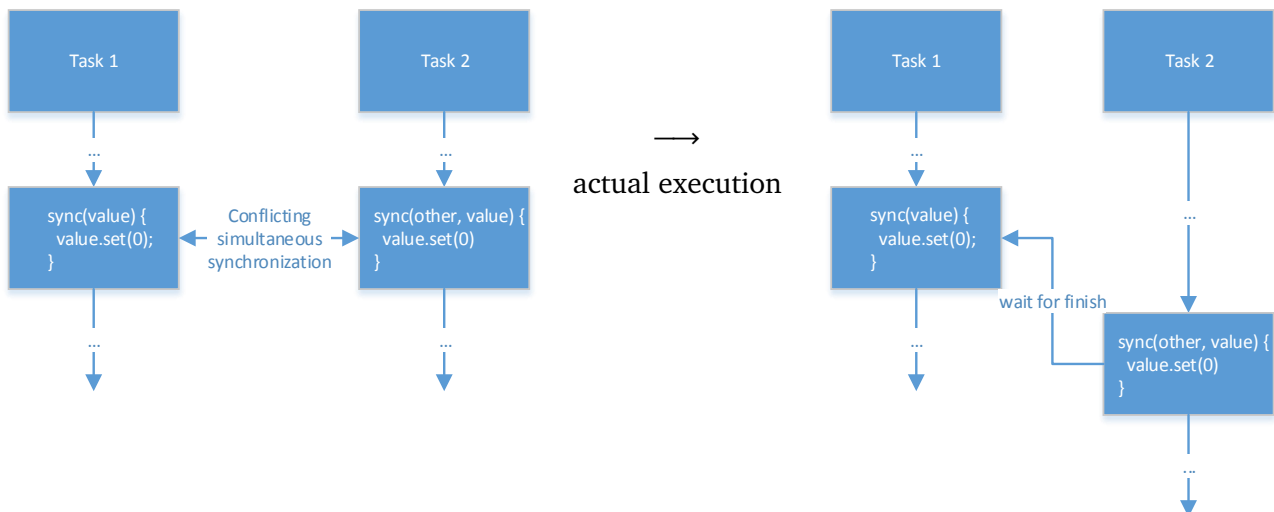 Task 1
Task 2
...
...
sync(value) {
value.set(0);
}
Conflicting
simultaneous
synchronization
sync(other, value) {
value.set(0)
}
...
...
⟶
actual execution
Task 1
Task 2
...
...
sync(value) {
value.set(0);
}
wait for finish
...
sync(other, value) {
value.set(0)
}
...